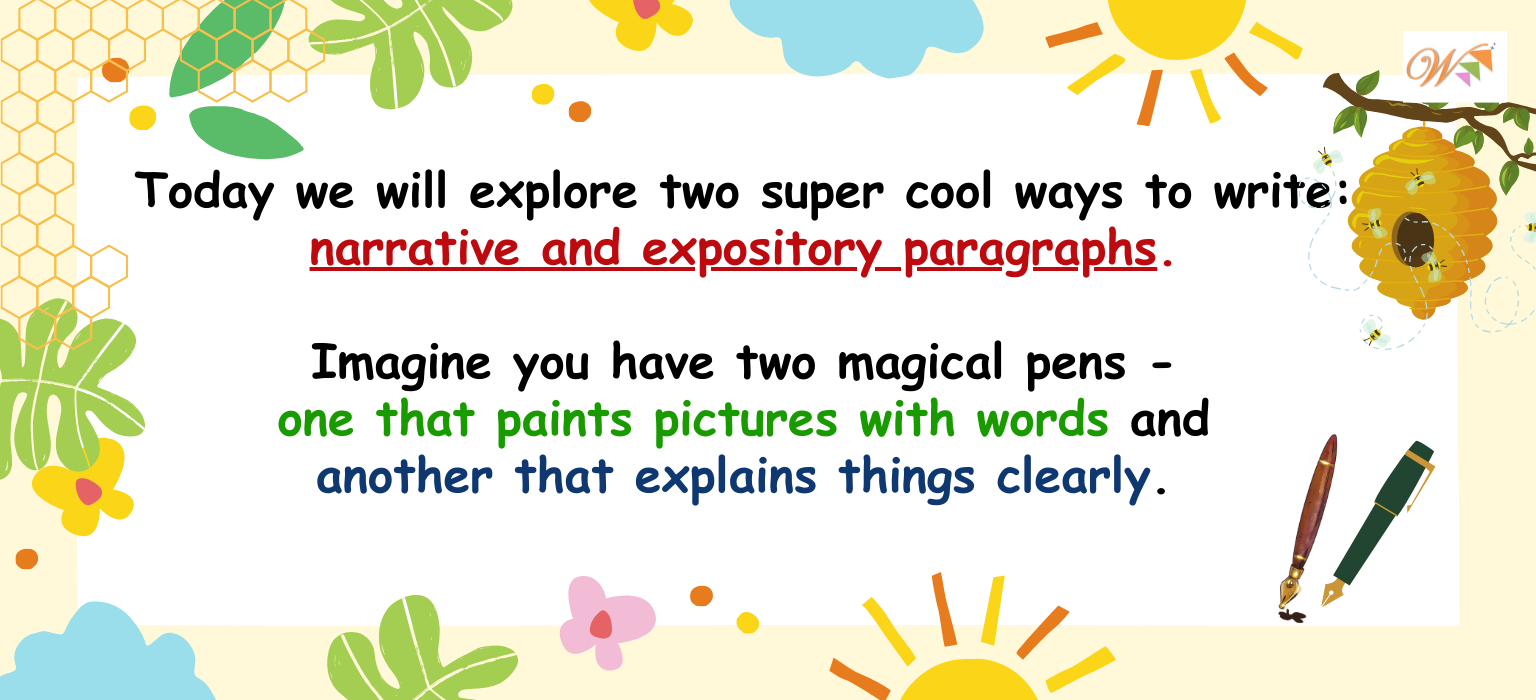 Today we will explore two super cool ways to write:
narrative and expository paragraphs.
Imagine you have two magical pens -
one that paints pictures with words and
another that explains things clearly.
W